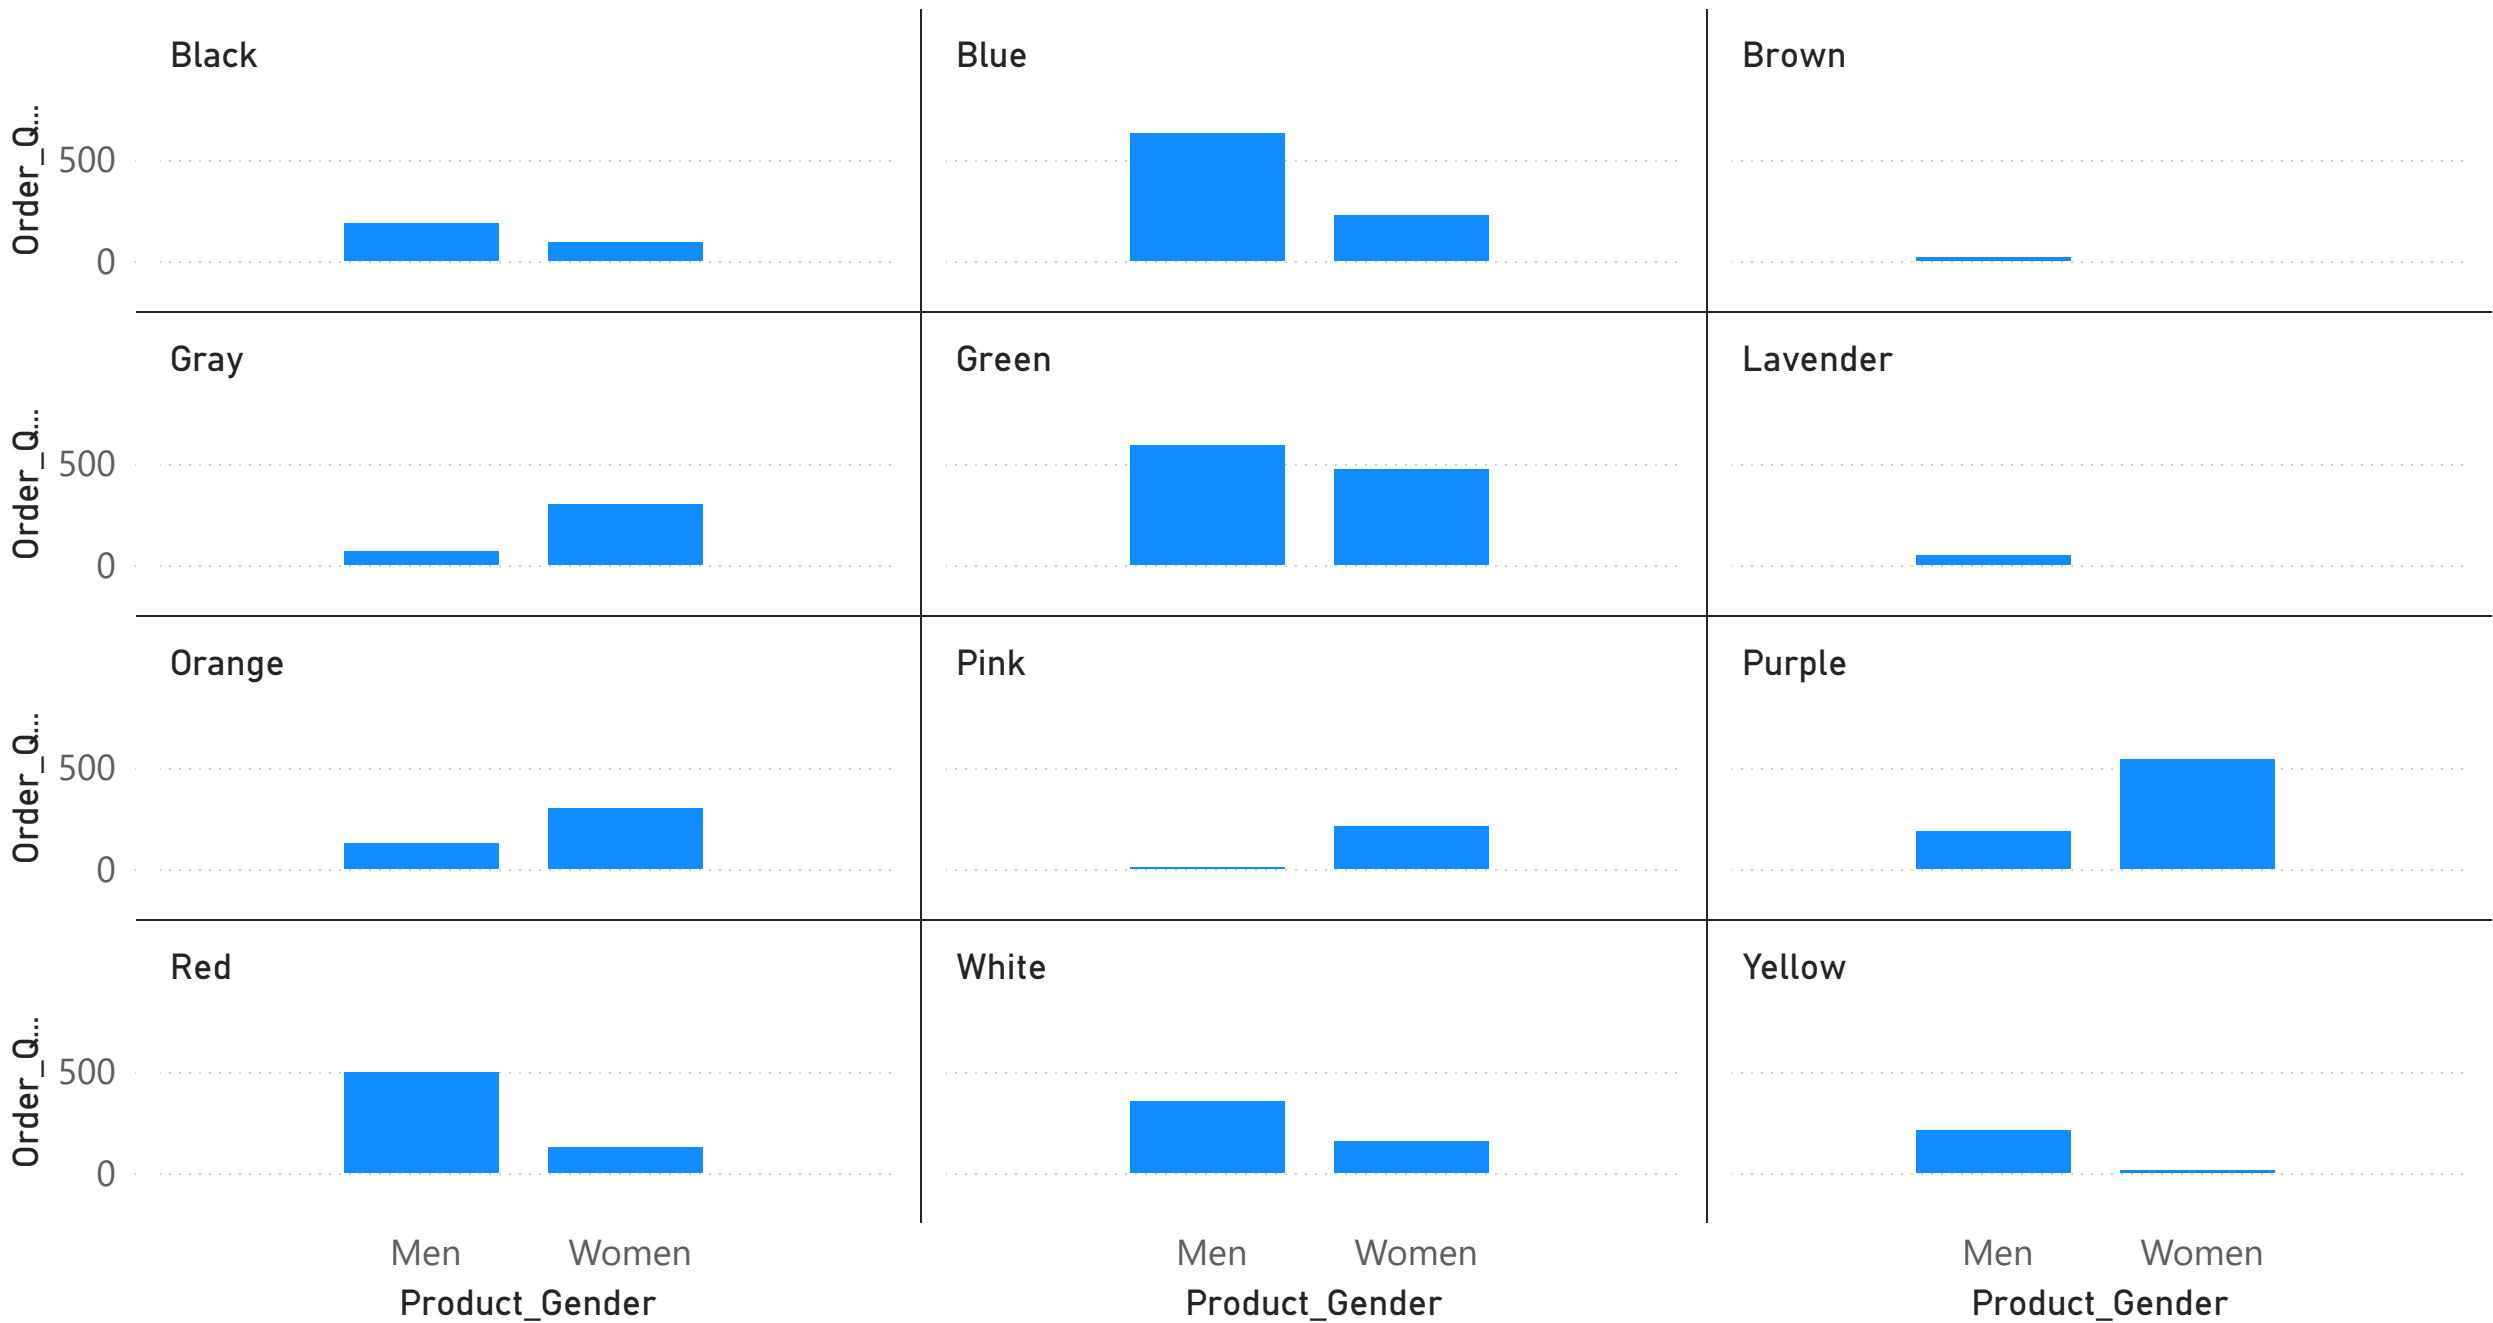 Black
Blue
Brown
Order_Q...
500
0
Gray
Green
Lavender
Order_Q...
500
0
Orange
Pink
Purple
Order_Q...
500
0
Red
White
Yellow
Order_Q...
500
0
Men Women
Men Women
Men Women
Product_Gender
Product_Gender
Product_Gender